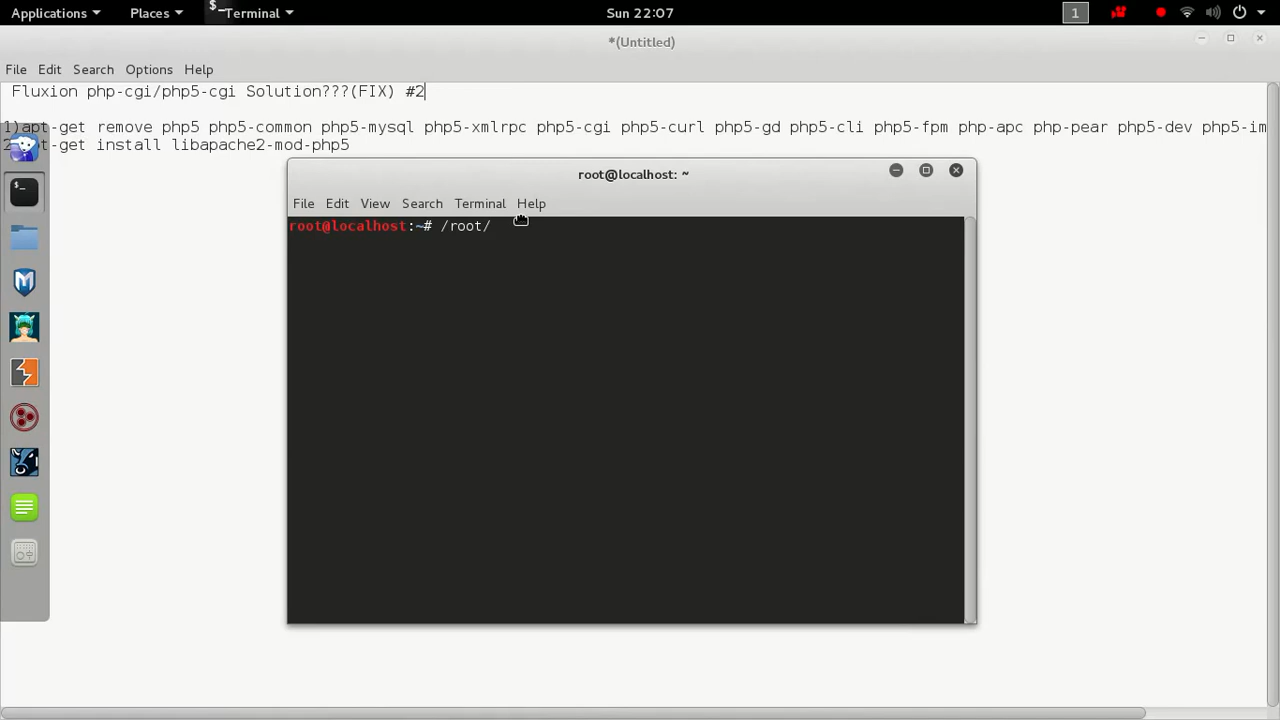 Applications Places Terminal Sun 22:07 1
*(Untitled)
File Edit Search Options Help
Fluxion php-cgi/php5-cgi Solution???(FIX) #2
1)apt-get remove php5 php5-common php5-mysql php5-xmlrpc php5-cgi php5-curl php5-gd php5-cli php5-fpm php-apc php-pear php5-dev php5-im
install libapache2-mod-php5
root@localhost: ~
File Edit View Search Terminal Help
root@localhost:~# /root/